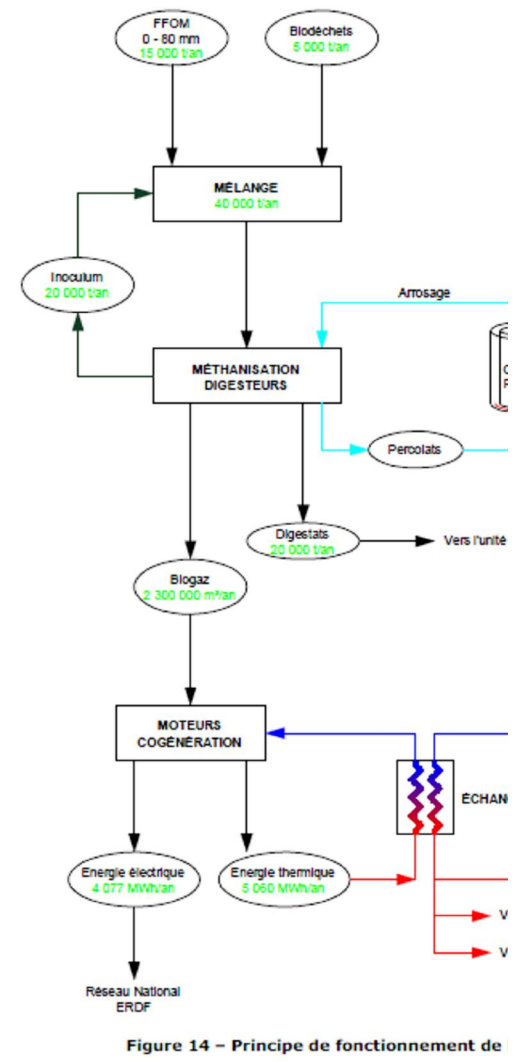 FFOM
0 - 80 mm
15 000 t/an
Biodéchets
5 000 t/an
MÉLANGE
40 000 t/an
Inoculum
20 000 t/an
Arrosage
MÉTHANISATION
DIGESTEURS
Percolats
Digestats
20 000 t/an
Vers l'unité
Biogaz
2 300 000 m³/an
MOTEURS
COGÉNÉRATION
ÉCHANG
Energie électrique
4 077 MWh/an
Energie thermique
5 060 MWh/an
V
V
Réseau National
ERDF
Figure 14 – Principe de fonctionnement de l